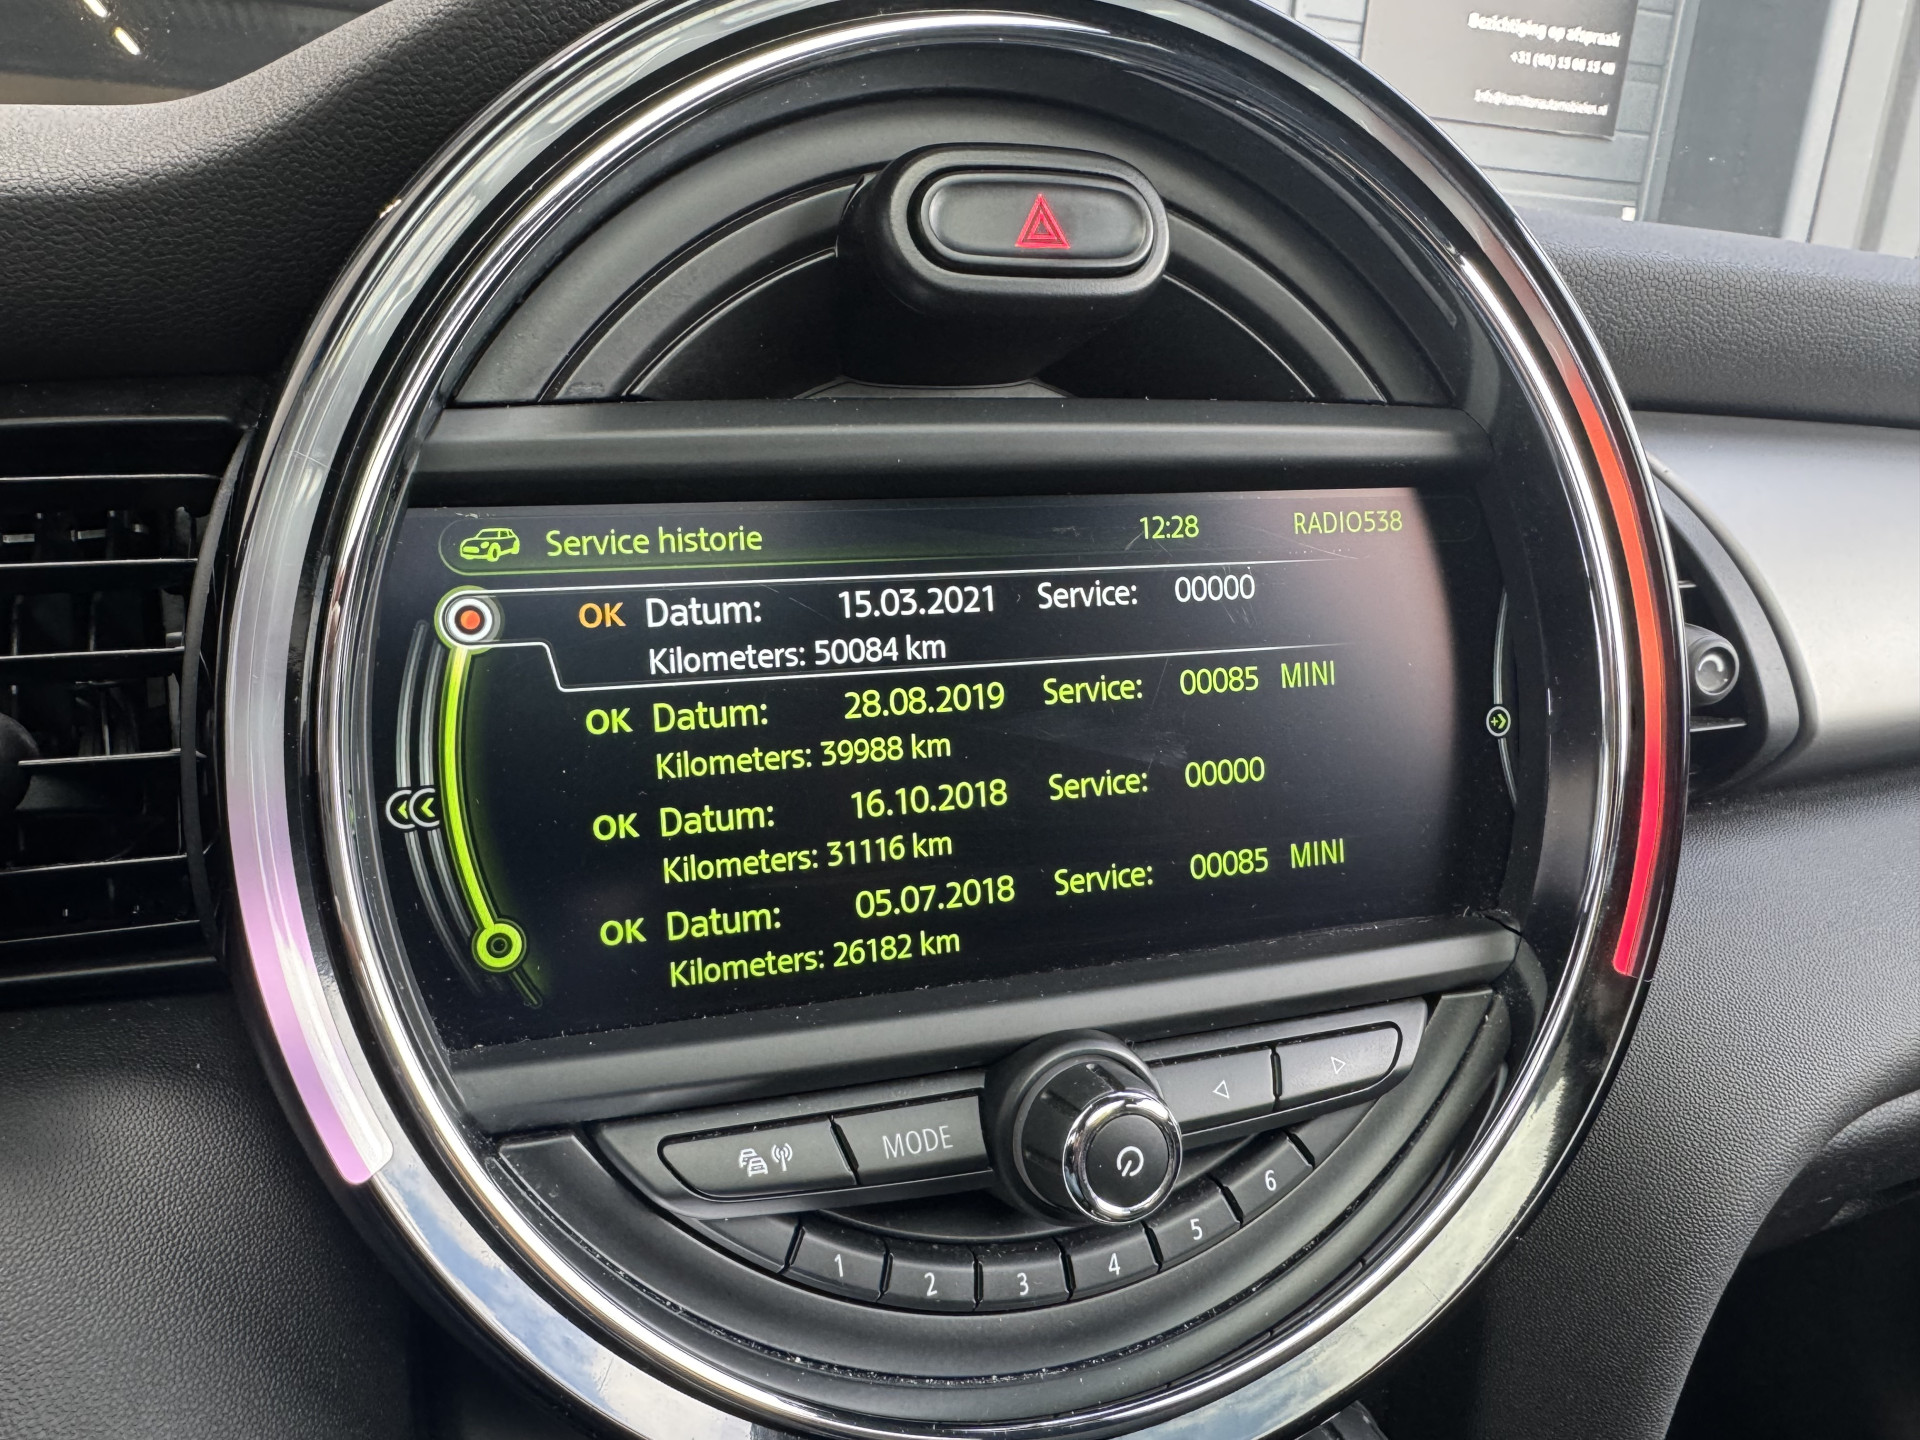 Bezichtiging op afspraak
Service historie 12:28 RADIO538
OK Datum: 15.03.2021 Service: 00000
Kilometers: 50084 km
OK Datum: 28.08.2019 Service: 00085 MINI
Kilometers: 39988 km
OK Datum: 16.10.2018 Service: 00000
Kilometers: 31116 km
OK Datum: 05.07.2018 Service: 00085 MINI
Kilometers: 26182 km
MODE
1 2 3 4 5 6